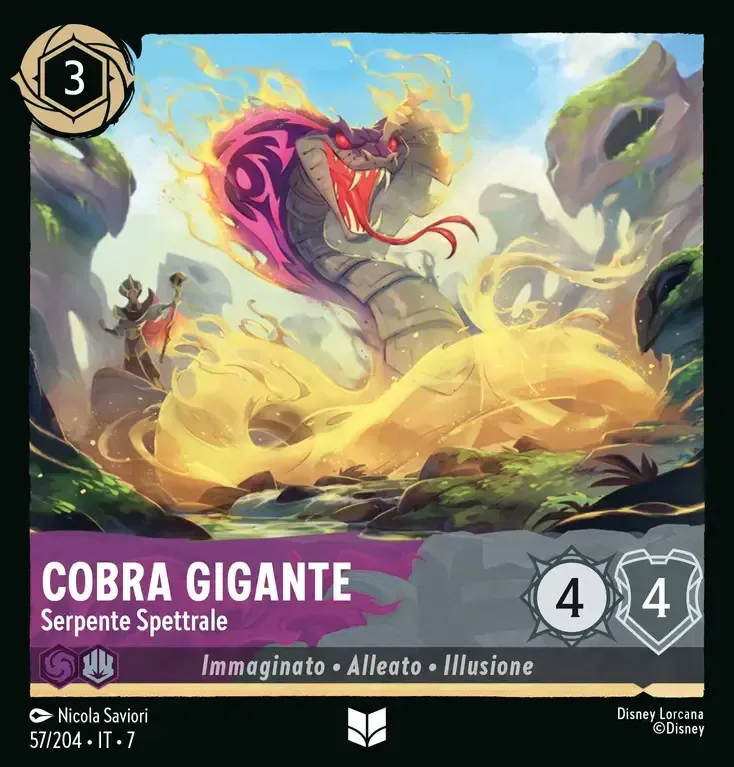 3
COBRA GIGANTE
Serpente Spettrale
4
4
Immaginato • Alleato • Illusione
Nicola Saviori
57/204 • IT • 7
Disney Lorcana
©Disney